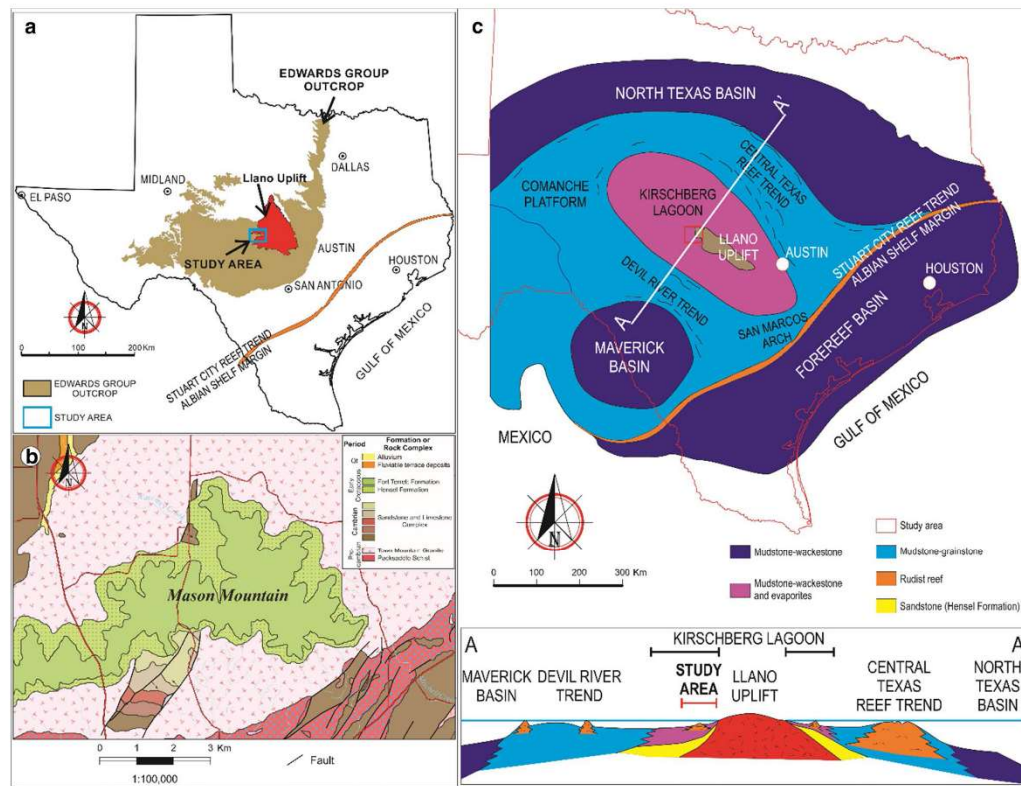 a
EDWARDS GROUP
OUTCROP
DALLAS
Llano Uplift
MIDLAND
EL PASO
AUSTIN
STUDY AREA
HOUSTON
SAN ANTONIO
N
0 200 Km
STUART CITY REEF TREND
ALBIAN SHELF MARGIN
GULF OF MEXICO
EDWARDS GROUP
OUTCROP
STUDY AREA
b
N
Period
Formation or
Rock Complex
Alluvium
Fluviable terrace deposits
Early
Cretaceous
Fort Terrett Formation
Hensel Formation
Cambrian
Sandstone and Limestone
Complex
Town Mountain Granite
Packsaddle Schist
Mason Mountain
0 1 2 3 Km
1:100,000
Fault
c
NORTH TEXAS BASIN
A'
CENTRAL TEXAS
REEF TREND
COMANCHE
PLATFORM
KIRSCHBERG
LAGOON
LLANO
UPLIFT
AUSTIN
STUART CITY REEF TREND
ALBIAN SHELF MARGIN
HOUSTON
DEVIL RIVER TREND
A
SAN MARCOS
ARCH
MAVERICK
BASIN
FOREREEF BASIN
MEXICO
GULF OF MEXICO
N
0 100 200 300 KM
Study area
Mudstone-wackestone
Mudstone-grainstone
Mudstone-wackestone
and evaporites
Rudist reef
Sandstone (Hensel Formation)
A
KIRSCHBERG LAGOON
A'
MAVERICK
BASIN
DEVIL RIVER
TREND
STUDY
AREA
LLANO
UPLIFT
CENTRAL
TEXAS
REEF TREND
NORTH
TEXAS
BASIN